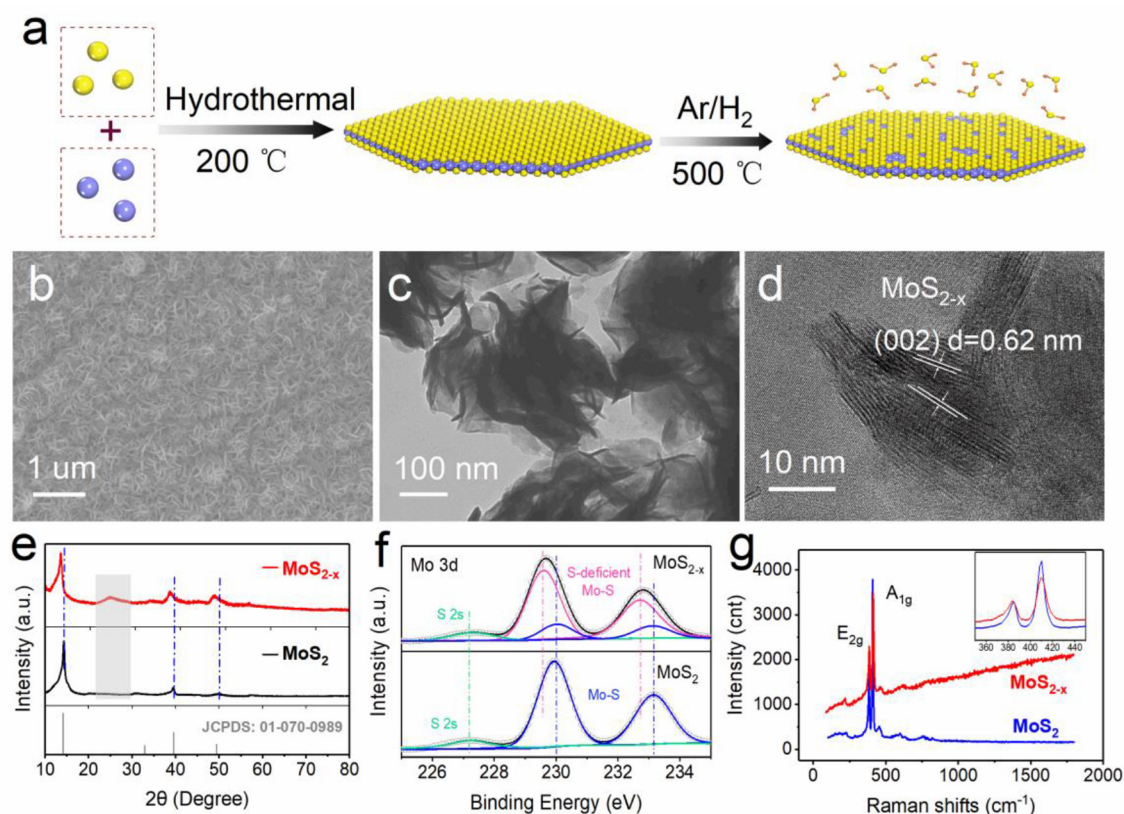 a
+
Hydrothermal
200 ℃
Ar/H2
500 ℃
b
1 um
c
100 nm
d
MoS2-x
(002) d=0.62 nm
10 nm
e
Intensity (a.u.)
MoS2-x
MoS2
JCPDS: 01-070-0989
10 20 30 40 50 60 70 80
2θ (Degree)
f
Intensity (a.u.)
Mo 3d
S-deficient
Mo-S
MoS2-x
S 2s
MoS2
Mo-S
S 2s
226 228 230 232 234
Binding Energy (eV)
g
Intensity (cnt)
4000
3000
2000
1000
0
A1g
E2g
360 380 400 420 440
MoS2-x
MoS2
0 500 1000 1500 2000
Raman shifts (cm-1)